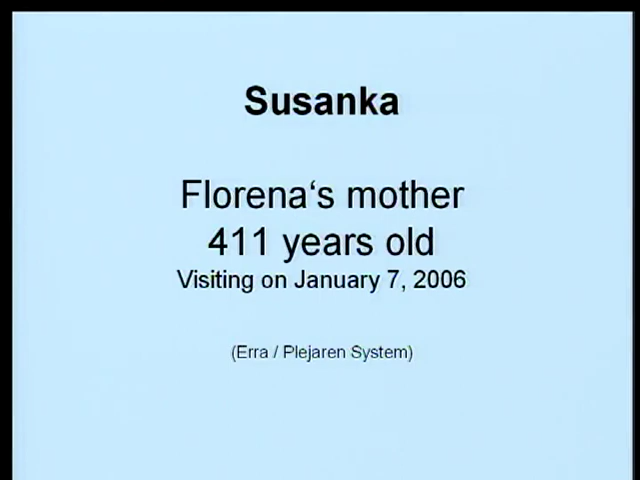 Susanka
Florena‘s mother
411 years old
Visiting on January 7, 2006
(Erra / Plejaren System)